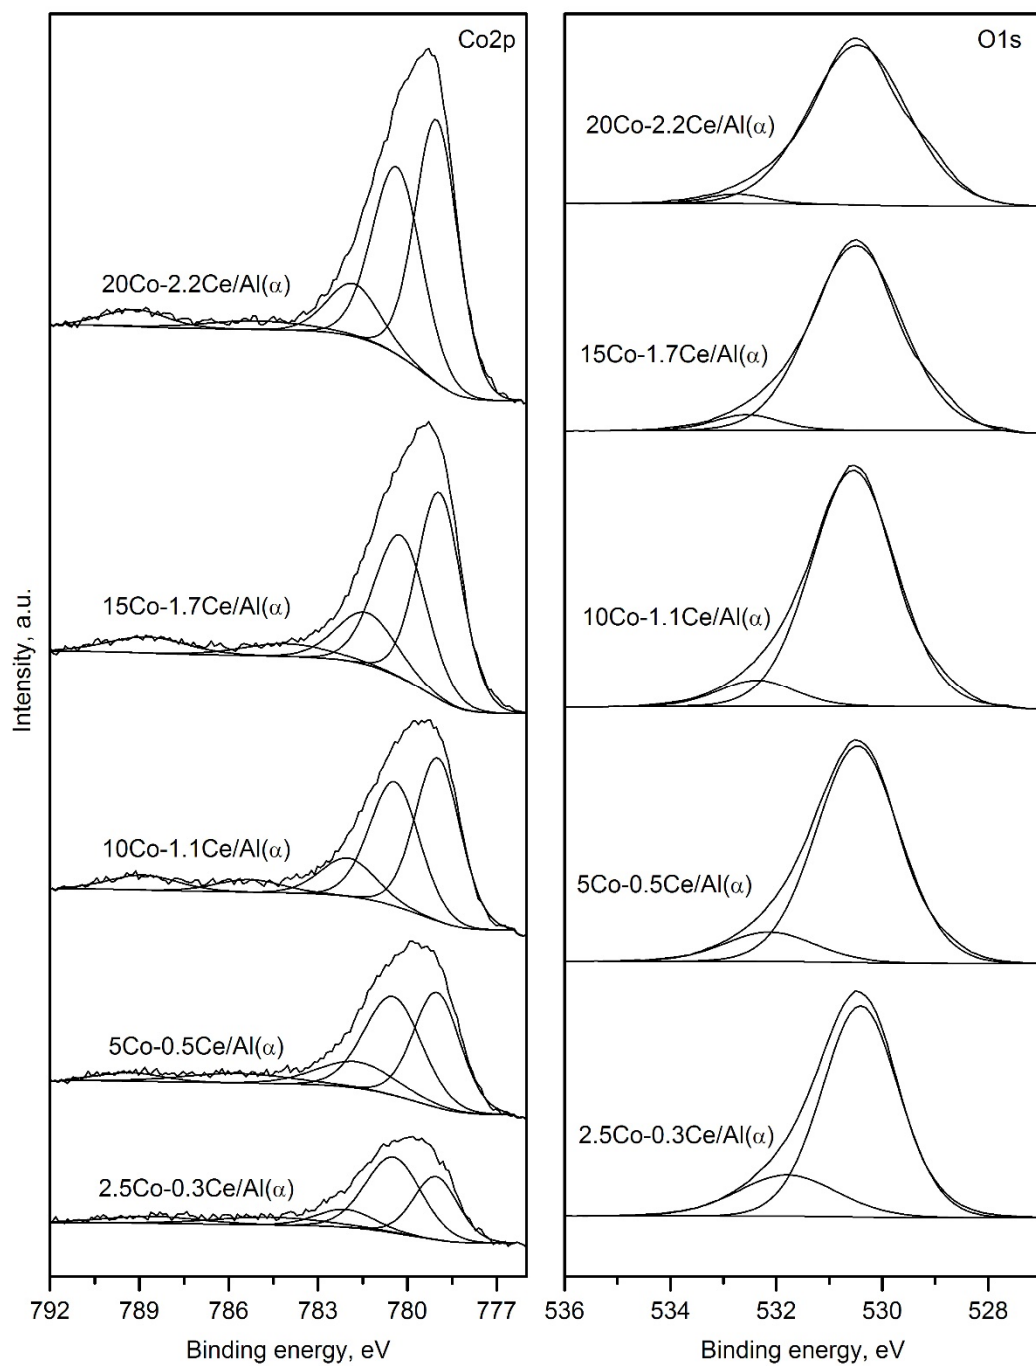 Co2p
20Co-2.2Ce/Al(α)
15Co-1.7Ce/Al(α)
10Co-1.1Ce/Al(α)
5Co-0.5Ce/Al(α)
2.5Co-0.3Ce/Al(α)
Intensity, a.u.
792 789 786 783 780 777
Binding energy, eV
O1s
20Co-2.2Ce/Al(α)
15Co-1.7Ce/Al(α)
10Co-1.1Ce/Al(α)
5Co-0.5Ce/Al(α)
2.5Co-0.3Ce/Al(α)
536 534 532 530 528
Binding energy, eV